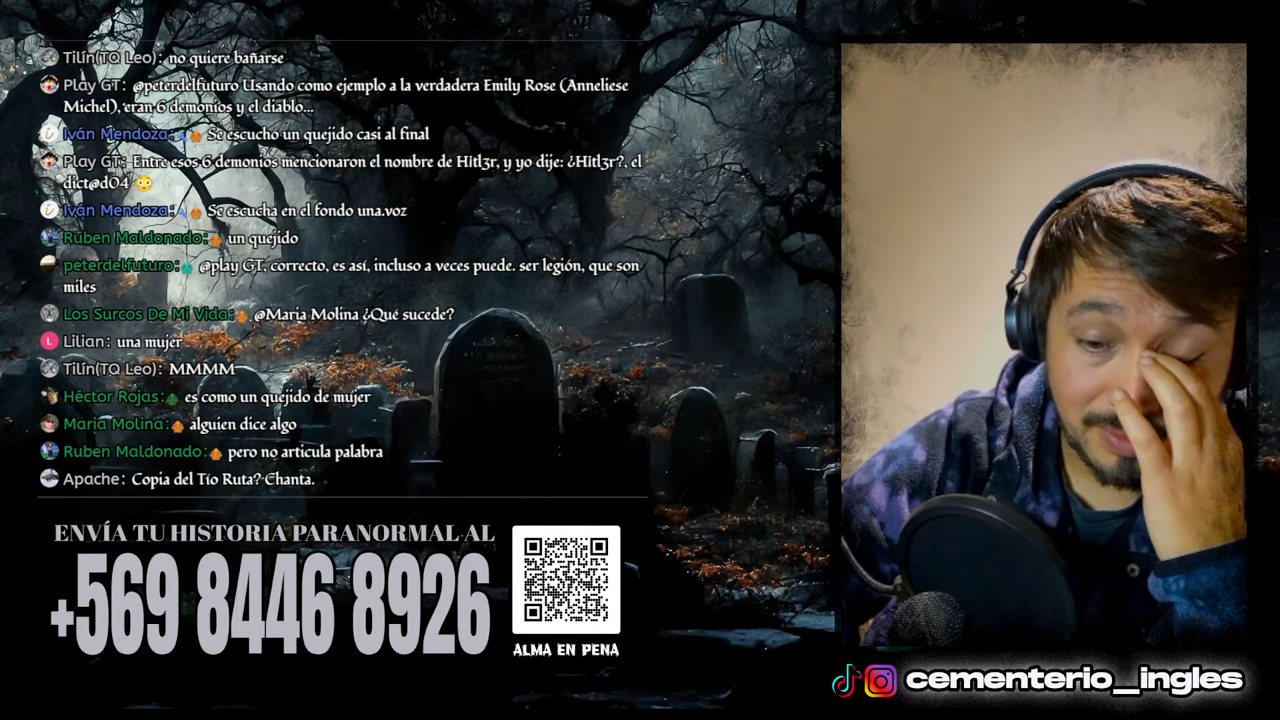 Tilín(TQ Leo): no quiere bañarse
Play GT: @peterdelfuturo Usando como ejemplo a la verdadera Emily Rose (Anneliese
Michel), eran 6 demonios y el diablo...
Iván Mendoza: Se escuchó un quejido casi al final
Play GT: Entre esos 6 demonios mencionaron el nombre de Hitl3r, y yo dije: ¿Hitl3r?, el
dict@d04 😳
Iván Mendoza: Se escucha en el fondo una.voz
Ruben Maldonado: un quejido
peterdelfuturo: @play GT, correcto, es así, incluso a veces puede. ser legión, que son
miles
Los Surcos De Mi Vida: @Maria Molina ¿Qué sucede?
L Lilian: una mujer
Tilín(TQ Leo): MMMM
Héctor Rojas: es como un quejido de mujer
Maria Molina: alguien dice algo
Ruben Maldonado: pero no articula palabra
Apache: Copia del Tío Ruta? Chanta.
ENVÍA TU HISTORIA PARANORMAL AL
+569 8446 8926
ALMA EN PENA
cementerio_ingles